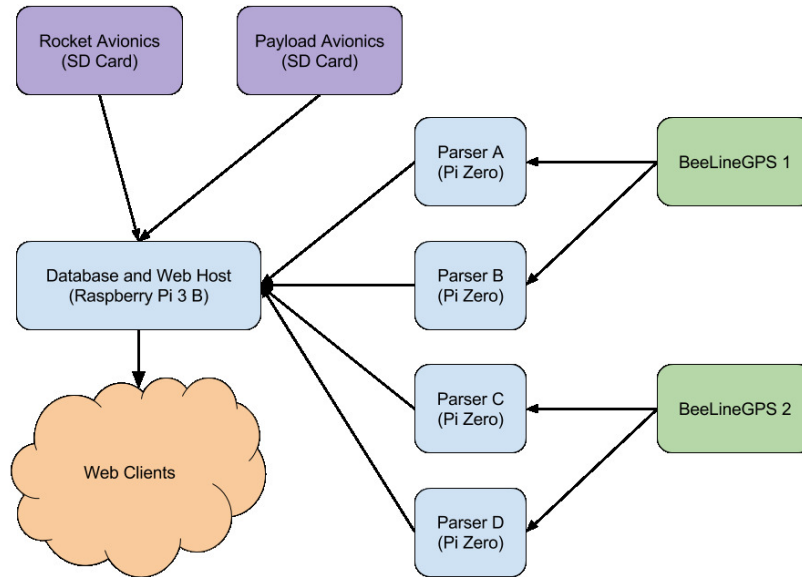 Rocket Avionics
(SD Card)
Payload Avionics
(SD Card)
Parser A
(Pi Zero)
BeeLineGPS 1
Database and Web Host
(Raspberry Pi 3 B)
Parser B
(Pi Zero)
Parser C
(Pi Zero)
BeeLineGPS 2
Web Clients
Parser D
(Pi Zero)